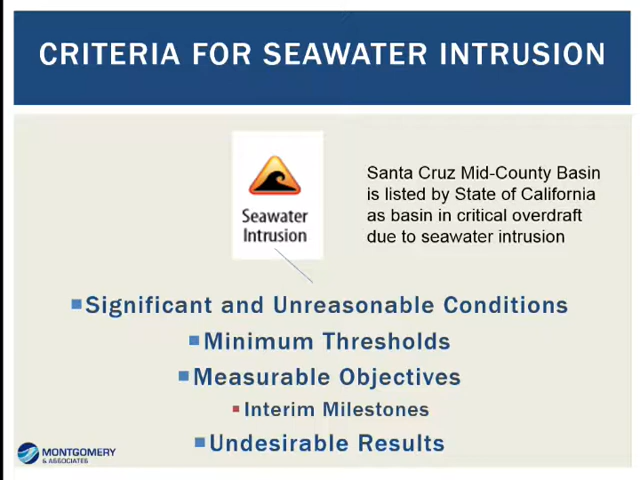 CRITERIA FOR SEAWATER INTRUSION
Santa Cruz Mid-County Basin
is listed by State of California
as basin in critical overdraft
due to seawater intrusion
Seawater
Intrusion
Significant and Unreasonable Conditions
Minimum Thresholds
Measurable Objectives
Interim Milestones
Undesirable Results
MONTGOMERY
& ASSOCIATES